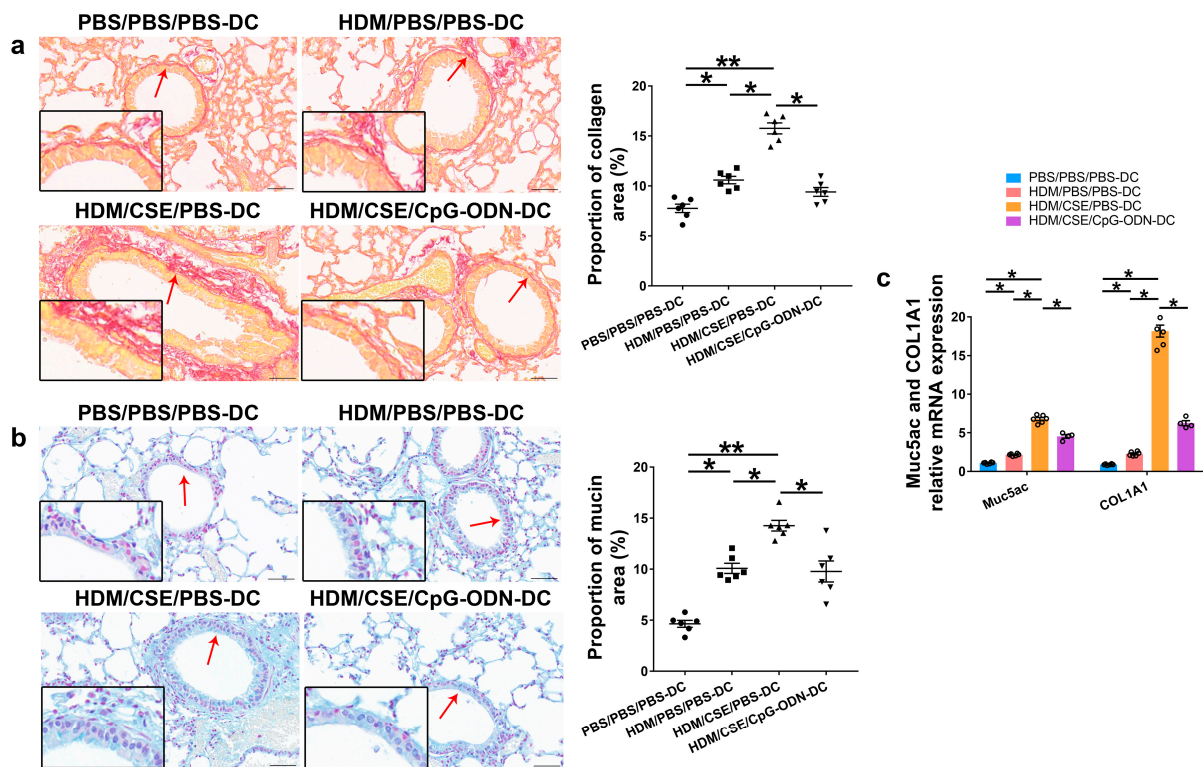 a
PBS/PBS/PBS-DC
HDM/PBS/PBS-DC
HDM/CSE/PBS-DC
HDM/CSE/CpG-ODN-DC
Proportion of collagen
area (%)
20
15
10
5
0
**
*
*
*
PBS/PBS/PBS-DC
HDM/PBS/PBS-DC
HDM/CSE/PBS-DC
HDM/CSE/CpG-ODN-DC
b
PBS/PBS/PBS-DC
HDM/PBS/PBS-DC
HDM/CSE/PBS-DC
HDM/CSE/CpG-ODN-DC
Proportion of mucin
area (%)
20
15
10
5
0
**
*
*
*
PBS/PBS/PBS-DC
HDM/PBS/PBS-DC
HDM/CSE/PBS-DC
HDM/CSE/CpG-ODN-DC
PBS/PBS/PBS-DC
HDM/PBS/PBS-DC
HDM/CSE/PBS-DC
HDM/CSE/CpG-ODN-DC
c
Muc5ac and COL1A1
relative mRNA expression
20
15
10
5
0
*
*
*
*
*
*
*
*
Muc5ac
COL1A1